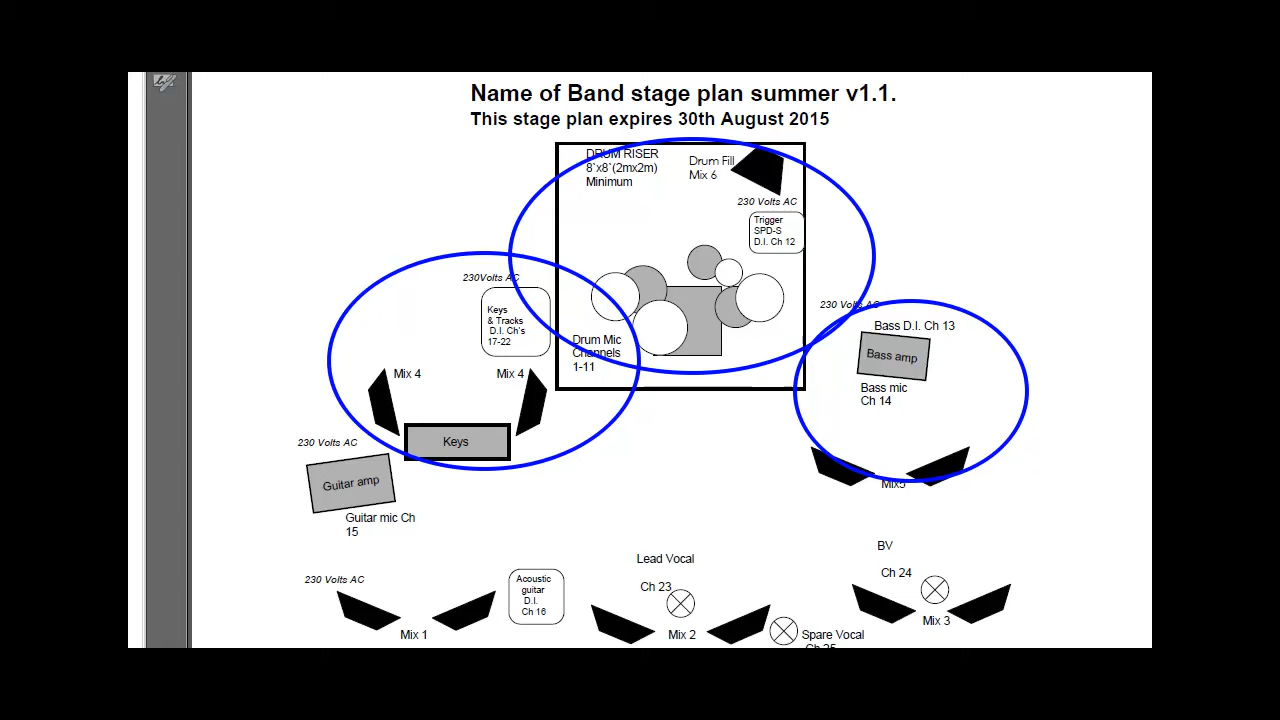 Name of Band stage plan summer v1.1.
This stage plan expires 30th August 2015
DRUM RISER
8`x8`(2mx2m)
Minimum
Drum Fill
Mix 6
230 Volts AC
Trigger
SPD-S
D.I. Ch 12
230Volts AC
Keys
& Tracks
D.I. Ch's
17-22
Drum Mic
Channels
1-11
230 Volts AC
Bass D.I. Ch 13
Bass amp
Bass mic
Ch 14
Mix 4
Mix 4
Keys
230 Volts AC
Guitar amp
Guitar mic Ch
15
Mix5
230 Volts AC
Mix 1
Acoustic
guitar
D.I.
Ch 16
Lead Vocal
Ch 23
Mix 2
Spare Vocal
Ch 25
BV
Ch 24
Mix 3